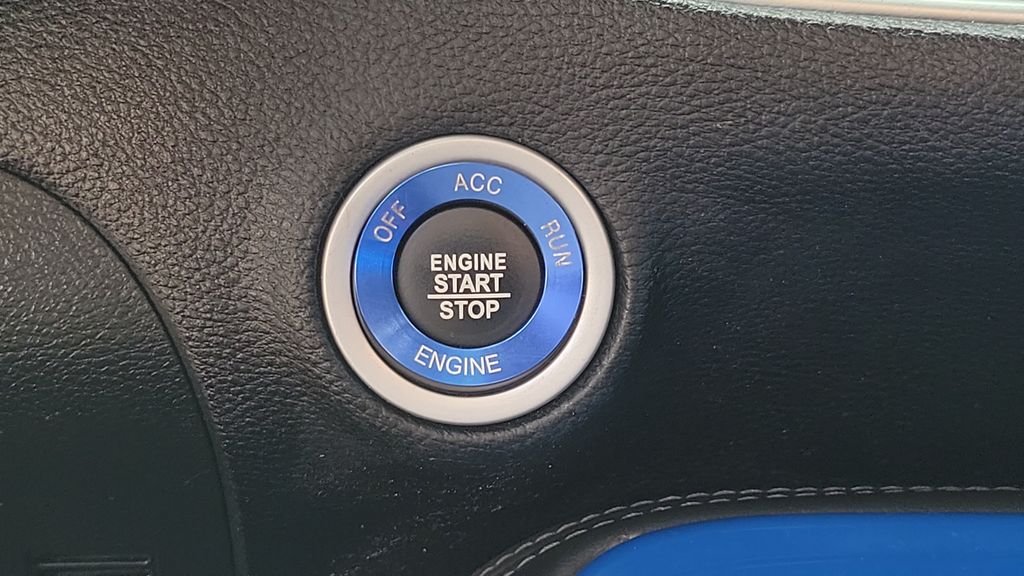 ACC
OFF
RUN
ENGINE
START
STOP
ENGINE